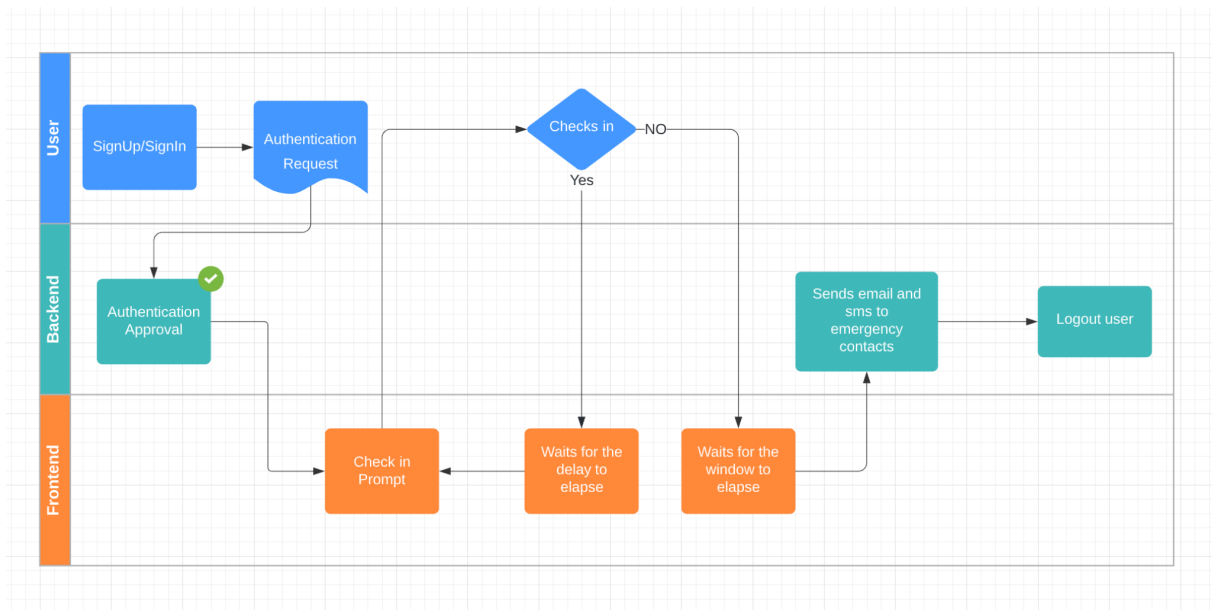 User
SignUp/SignIn
Authentication
Request
Checks in
NO
Yes
Backend
Authentication
Approval
Sends email and
sms to
emergency
contacts
Logout user
Frontend
Check in
Prompt
Waits for the
delay to
elapse
Waits for the
window to
elapse